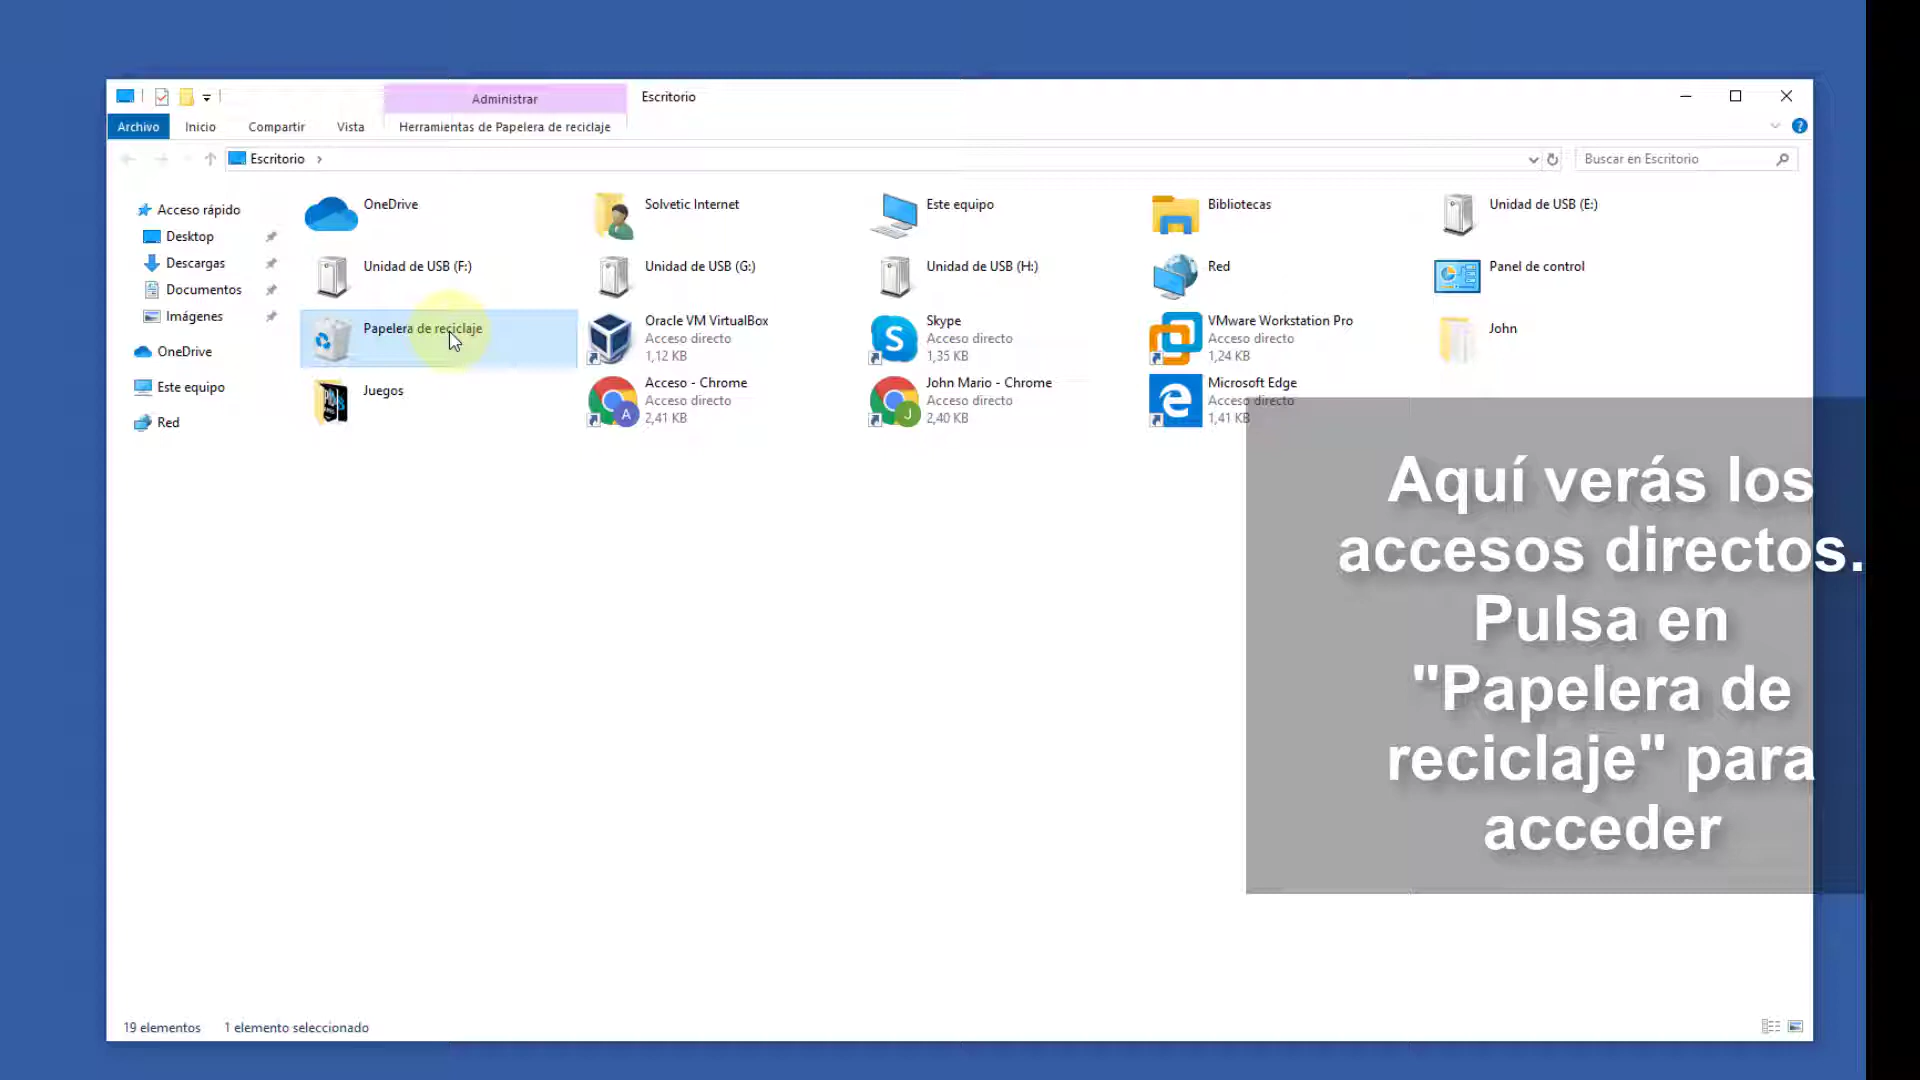 Administrar
Escritorio
Archivo
Inicio
Compartir
Vista
Herramientas de Papelera de reciclaje
Escritorio
Buscar en Escritorio
Acceso rápido
Desktop
Descargas
Documentos
Imágenes
OneDrive
Este equipo
Red
OneDrive
Solvetic Internet
Este equipo
Bibliotecas
Unidad de USB (E:)
Unidad de USB (F:)
Unidad de USB (G:)
Unidad de USB (H:)
Red
Panel de control
Papelera de reciclaje
Oracle VM VirtualBox
Acceso directo
1,12 KB
Skype
Acceso directo
1,35 KB
VMware Workstation Pro
Acceso directo
1,24 KB
John
Juegos
Acceso - Chrome
Acceso directo
2,41 KB
John Mario - Chrome
Acceso directo
2,40 KB
Microsoft Edge
Acceso directo
1,41 KB
Aquí verás los
accesos directos.
Pulsa en
"Papelera de
reciclaje" para
acceder
19 elementos
1 elemento seleccionado